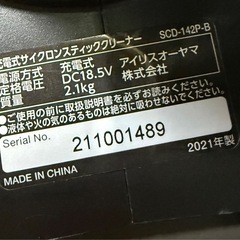 充電式サイクロンスティッククリーナー SCD-142P-B
電源方式 充電式 アイリスオーヤマ
定格電圧 DC18.5V 株式会社
2.1kg
ご使用の前に取扱説明書を必ずお読みください。
●液体や火の気のあるものは絶対に吸わせないでください。
Serial No. 211001489
2021年製
MADE IN CHINA